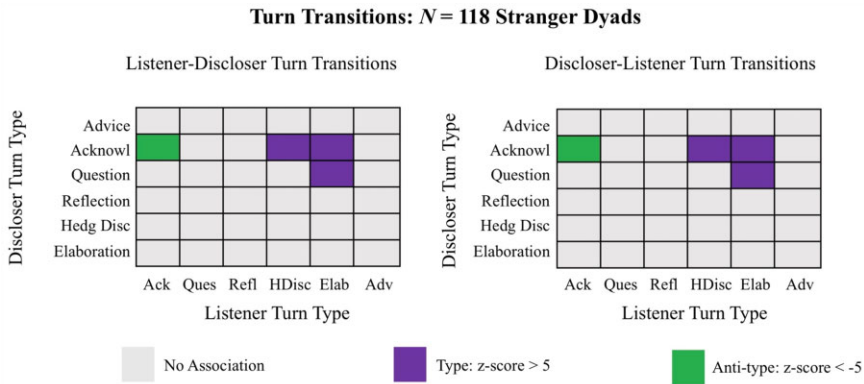 Turn Transitions: N = 118 Stranger Dyads
Listener-Discloser Turn Transitions
Discloser Turn Type
Advice
Acknowl
Question
Reflection
Hedg Disc
Elaboration
Ack Ques Refl HDisc Elab Adv
Listener Turn Type
Discloser-Listener Turn Transitions
Discloser Turn Type
Advice
Acknowl
Question
Reflection
Hedg Disc
Elaboration
Ack Ques Refl HDisc Elab Adv
Listener Turn Type
No Association
Type: z-score > 5
Anti-type: z-score < -5